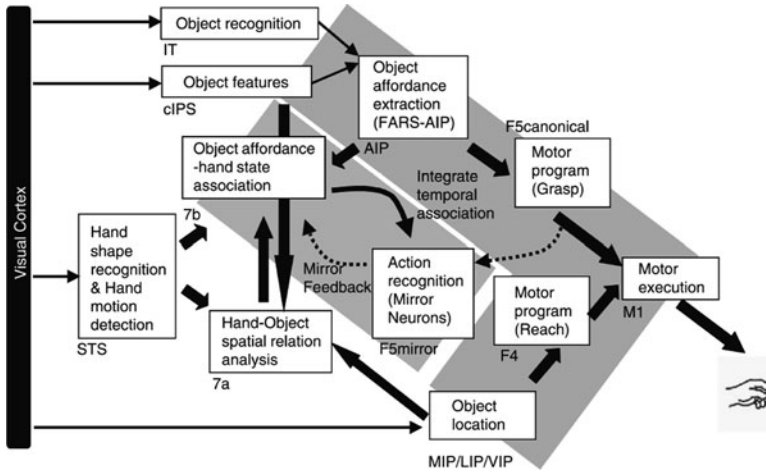 Visual Cortex
Object recognition
IT
Object features
cIPS
Object
affordance
extraction
(FARS-AIP)
AIP
F5canonical
Motor
program
(Grasp)
Object affordance
-hand state
association
7b
Integrate
temporal
association
Hand
shape
recognition
& Hand
motion
detection
STS
Mirror
Feedback
Action
recognition
(Mirror
Neurons)
F5mirror
Motor
execution
M1
Motor
program
(Reach)
F4
Hand-Object
spatial relation
analysis
7a
Object
location
MIP/LIP/VIP